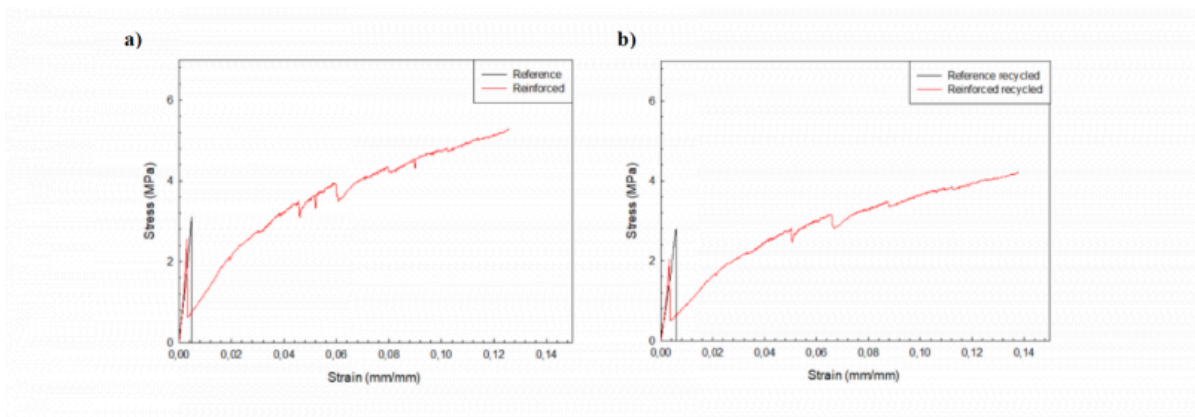 a)
Reference
Reinforced
6
4
2
0
Stress (MPa)
0,00 0,02 0,04 0,06 0,08 0,10 0,12 0,14
Strain (mm/mm)
b)
Reference recycled
Reinforced recycled
6
4
2
0
Stress (MPa)
0,00 0,02 0,04 0,06 0,08 0,10 0,12 0,14
Strain (mm/mm)